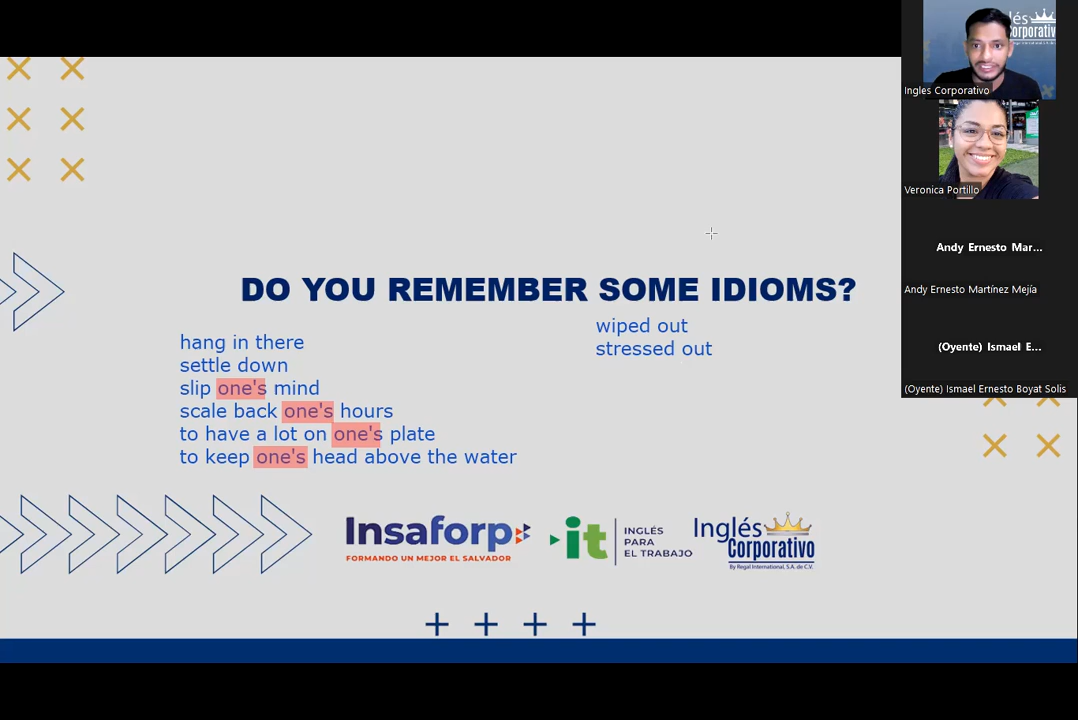 DO YOU REMEMBER SOME IDIOMS?
hang in there
settle down
slip one's mind
scale back one's hours
to have a lot on one's plate
to keep one's head above the water
wiped out
stressed out
Insaforp
FORMANDO UN MEJOR EL SALVADOR
it
INGLÉS
PARA
EL TRABAJO
Inglés
Corporativo
By Regal International, S.A. de C.V.
lés
Corporativo
Ingles Corporativo
Veronica Portillo
Andy Ernesto Mar...
Andy Ernesto Martínez Mejía
(Oyente) Ismael E...
(Oyente) Ismael Ernesto Boyat Solis